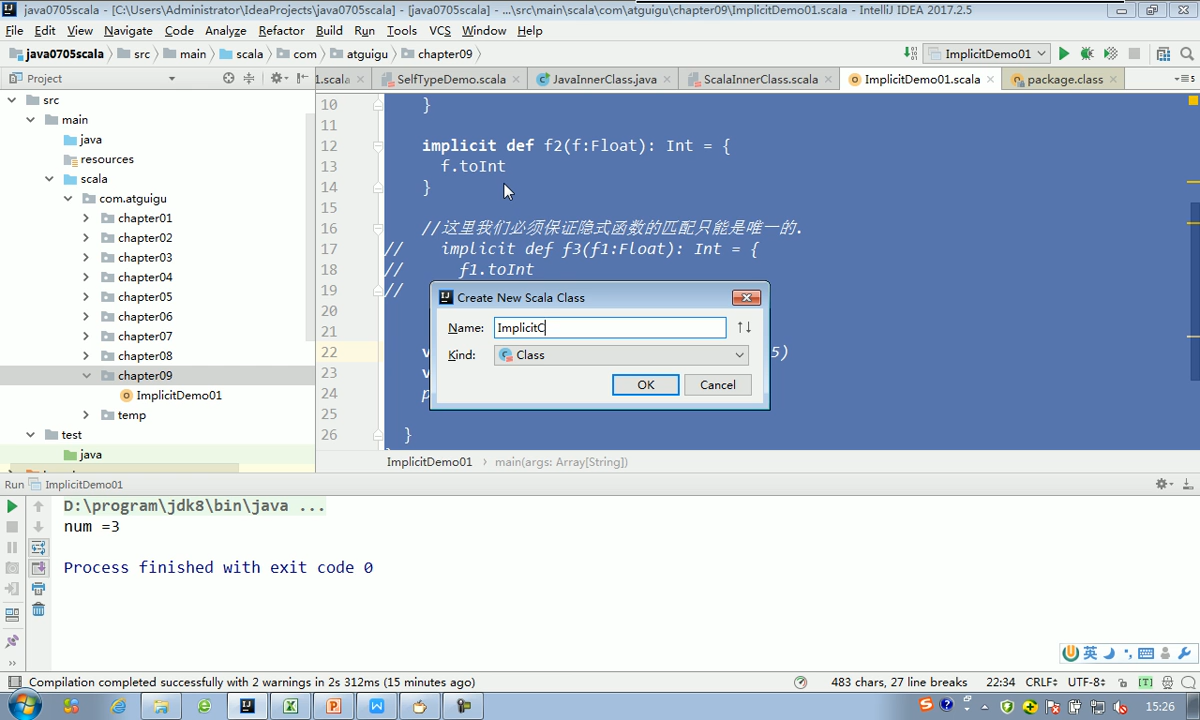 java0705scala - [C:\Users\Administrator\IdeaProjects\java0705scala] - [java0705scala] - ...\src\main\scala\com\atguigu\chapter09\ImplicitDemo01.scala - IntelliJ IDEA 2017.2.5
File Edit View Navigate Code Analyze Refactor Build Run Tools VCS Window Help
java0705scala src main scala com atguigu chapter09 ImplicitDemo01
Project 1.scala SelfTypeDemo.scala JavaInnerClass.java ScalaInnerClass.scala ImplicitDemo01.scala package.class
src
main
java
resources
scala
com.atguigu
chapter01
chapter02
chapter03
chapter04
chapter05
chapter06
chapter07
chapter08
chapter09
ImplicitDemo01
temp
test
java
10 }
11
12 implicit def f2(f:Float): Int = {
13 f.toInt
14 }
15
16 //这里我们必须保证隐式函数的匹配只能是唯一的.
17 // implicit def f3(f1:Float): Int = {
18 // f1.toInt
19 //
20
21
22 v 5)
23 v
24 p
25
26 }
Create New Scala Class
Name: ImplicitC
Kind: Class
OK Cancel
ImplicitDemo01 main(args: Array[String])
Run ImplicitDemo01
D:\program\jdk8\bin\java ...
num =3
Process finished with exit code 0
英
Compilation completed successfully with 2 warnings in 2s 312ms (15 minutes ago) 483 chars, 27 line breaks 22:34 CRLF UTF-8 [T]
15:26